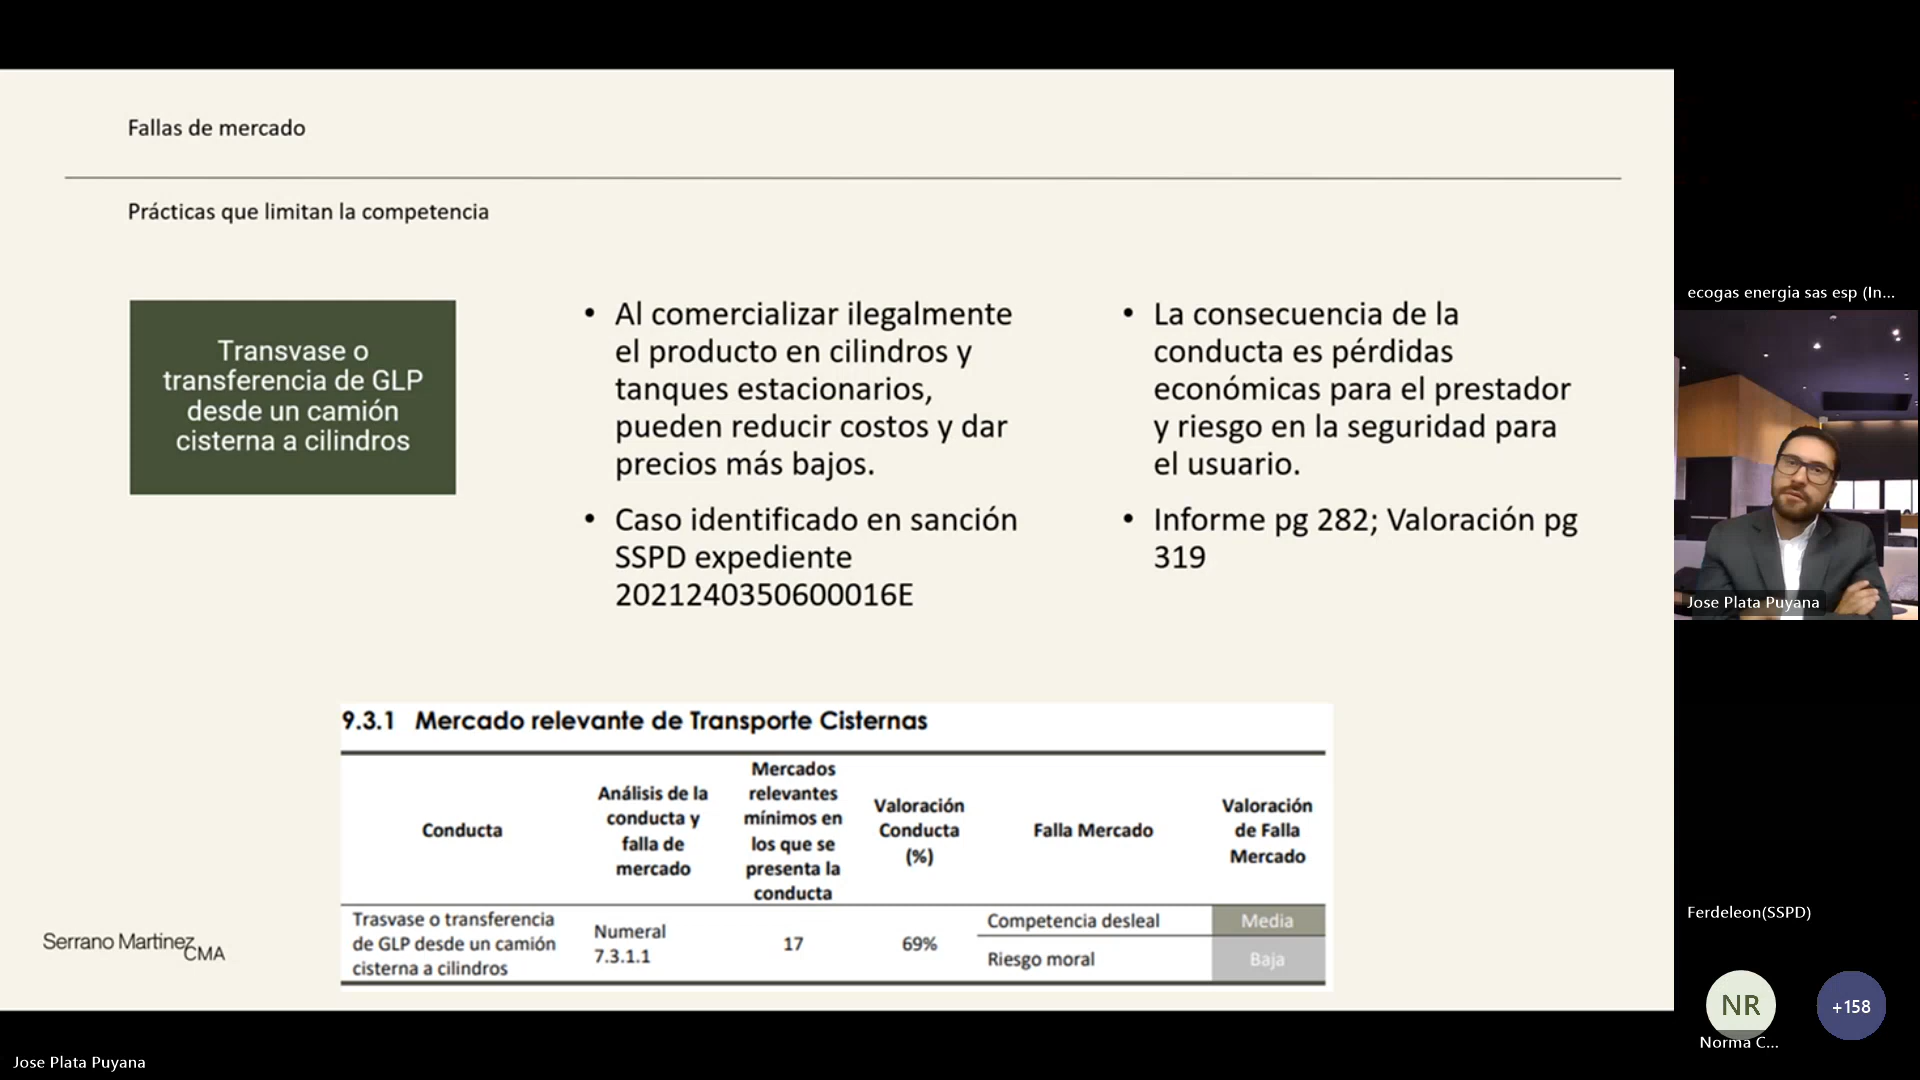 Fallas de mercado
Prácticas que limitan la competencia
Transvase o
transferencia de GLP
desde un camión
cisterna a cilindros
• Al comercializar ilegalmente
el producto en cilindros y
tanques estacionarios,
pueden reducir costos y dar
precios más bajos.
• Caso identificado en sanción
SSPD expediente
2021240350600016E
• La consecuencia de la
conducta es pérdidas
económicas para el prestador
y riesgo en la seguridad para
el usuario.
• Informe pg 282; Valoración pg
319
9.3.1 Mercado relevante de Transporte Cisternas
Conducta
Análisis de la
conducta y
falla de
mercado
Mercados
relevantes
mínimos en
los que se
presenta la
conducta
Valoración
Conducta
(%)
Falla Mercado
Valoración
de Falla
Mercado
Trasvase o transferencia
de GLP desde un camión
cisterna a cilindros
Numeral
7.3.1.1
17
69%
Competencia desleal
Media
Riesgo moral
Baja
Serrano Martinez
CMA
ecogas energia sas esp (In...
Jose Plata Puyana
Ferdeleon(SSPD)
NR
Norma C...
+158
Jose Plata Puyana